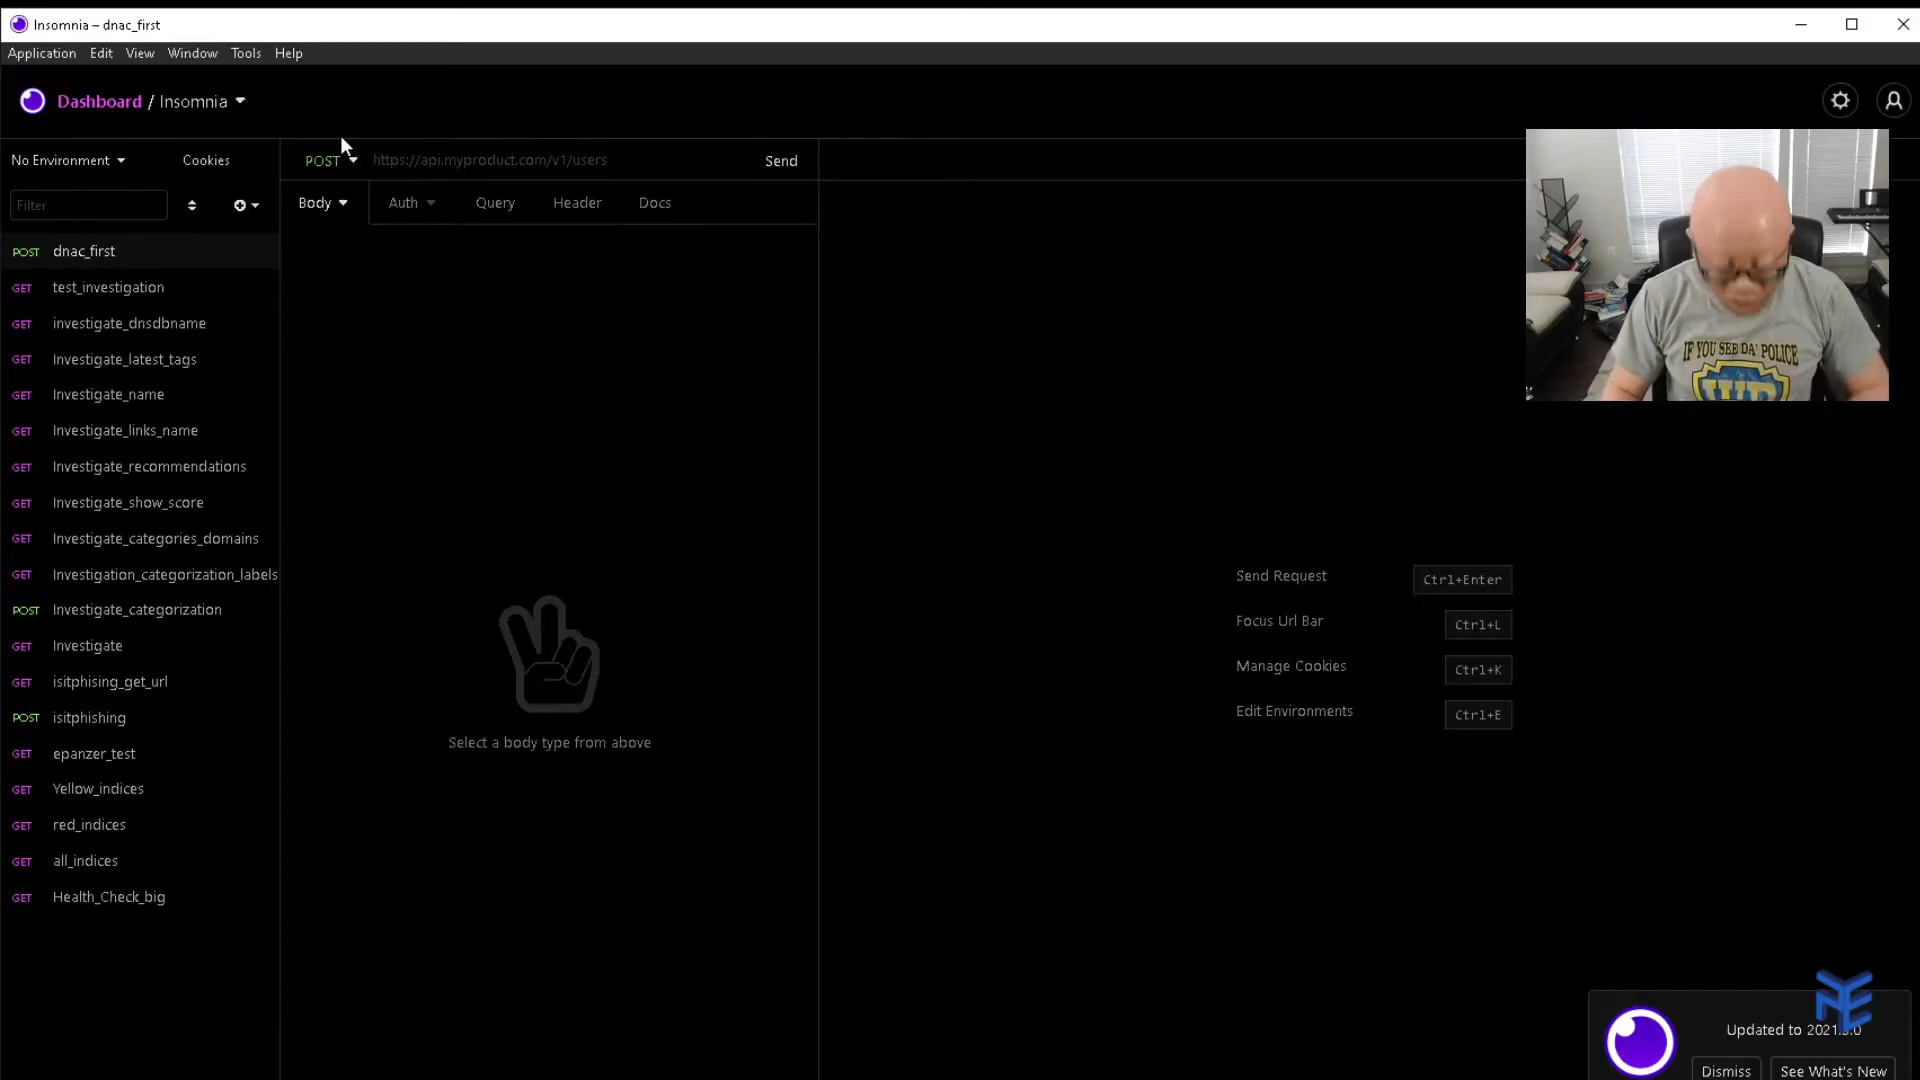 Insomnia – dnac_first
Application Edit View Window Tools Help
Dashboard / Insomnia
No Environment Cookies
POST https://api.myproduct.com/v1/users Send
Filter
Body Auth Query Header Docs
POST dnac_first
GET test_investigation
GET investigate_dnsdbname
GET Investigate_latest_tags
GET Investigate_name
GET Investigate_links_name
GET Investigate_recommendations
GET Investigate_show_score
GET Investigate_categories_domains
GET Investigation_categorization_labels
POST Investigate_categorization
GET Investigate
GET isitphising_get_url
POST isitphishing
GET epanzer_test
GET Yellow_indices
GET red_indices
GET all_indices
GET Health_Check_big
Select a body type from above
Send Request Ctrl+Enter
Focus Url Bar Ctrl+L
Manage Cookies Ctrl+K
Edit Environments Ctrl+E
IF YOU SEE DA' POLICE
Updated to
Dismiss See What's New